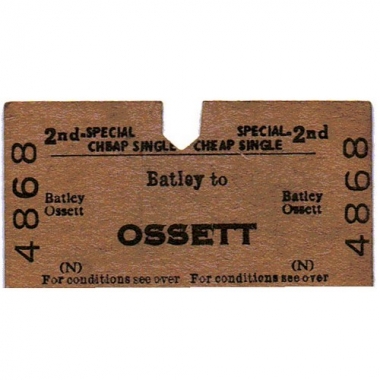 2nd-SPECIAL SPECIAL-2nd
CHEAP SINGLE CHEAP SINGLE
Batley to
Batley Batley
Ossett Ossett
OSSETT
(N) (N)
For conditions see over For conditions see over
4868
4868